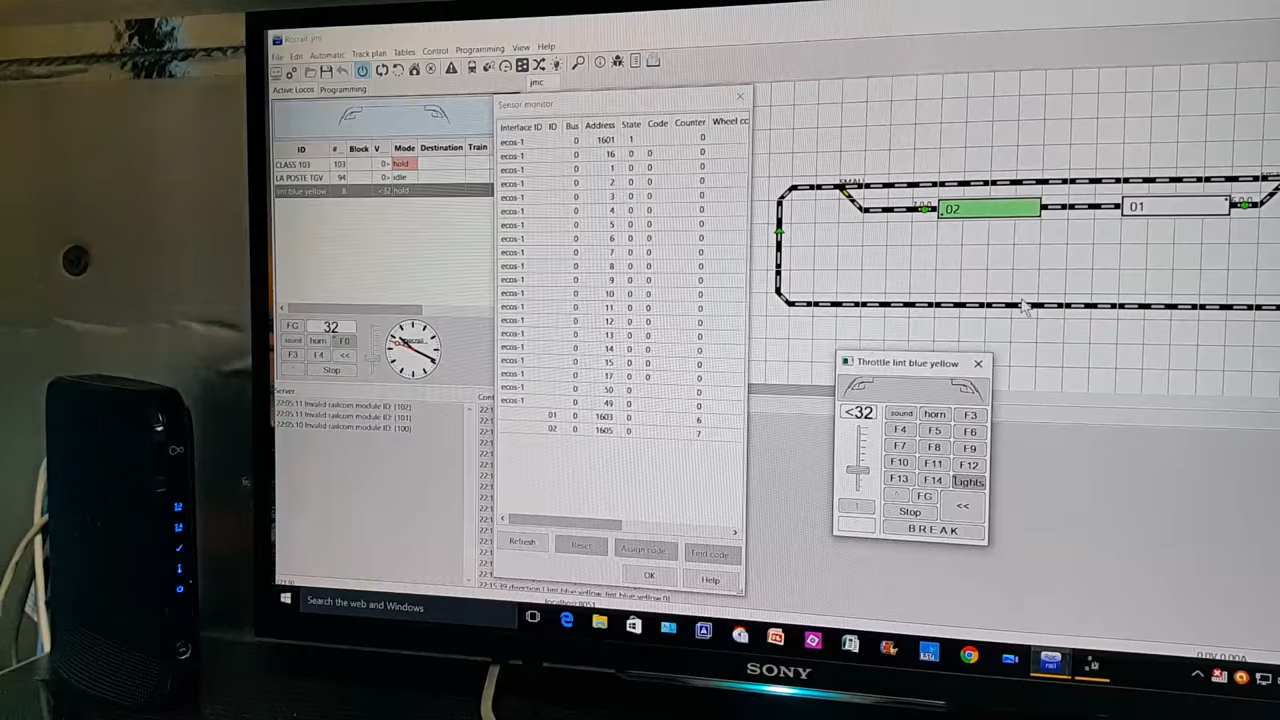 Rocrail: jmc
File Edit Automatic Track plan Tables Control Programming View Help
jmc
Active Locos Programming
ID # Block V Mode Destination Train
CLASS 103 103 0> hold
LA POSTE TGV 94 0> idle
lint blue yellow 8 <32 hold
FG 32
sound horn F0
F3 F4 <<
Stop
Rocrail
Server
22:05:11 Invalid railcom module ID: [102]
22:05:11 Invalid railcom module ID: [101]
22:05:10 Invalid railcom module ID: [100]
Sensor monitor
Interface ID ID Bus Address State Code Counter Wheel cc
ecos-1 0 1601 1 0
ecos-1 0 16 0 0 0
ecos-1 0 1 0 0 0
ecos-1 0 2 0 0 0
ecos-1 0 3 0 0 0
ecos-1 0 4 0 0 0
ecos-1 0 5 0 0 0
ecos-1 0 6 0 0 0
ecos-1 0 7 0 0 0
ecos-1 0 8 0 0 0
ecos-1 0 9 0 0 0
ecos-1 0 10 0 0 0
ecos-1 0 11 0 0 0
ecos-1 0 12 0 0 0
ecos-1 0 13 0 0 0
ecos-1 0 14 0 0 0
ecos-1 0 15 0 0 0
ecos-1 0 17 0 0 0
ecos-1 0 50 0 0
ecos-1 0 49 0 0
01 0 1603 0 6
02 0 1605 0 7
Refresh Reset Assign code... Find code...
OK Help
02
01
Throttle lint blue yellow
<32 sound horn F3
F4 F5 F6
F7 F8 F9
F10 F11 F12
F13 F14 Lights
^ FG <<
Stop
BREAK
localhost:8051
Search the web and Windows
ESU
Roc rail
0.0V 0.00A
SONY